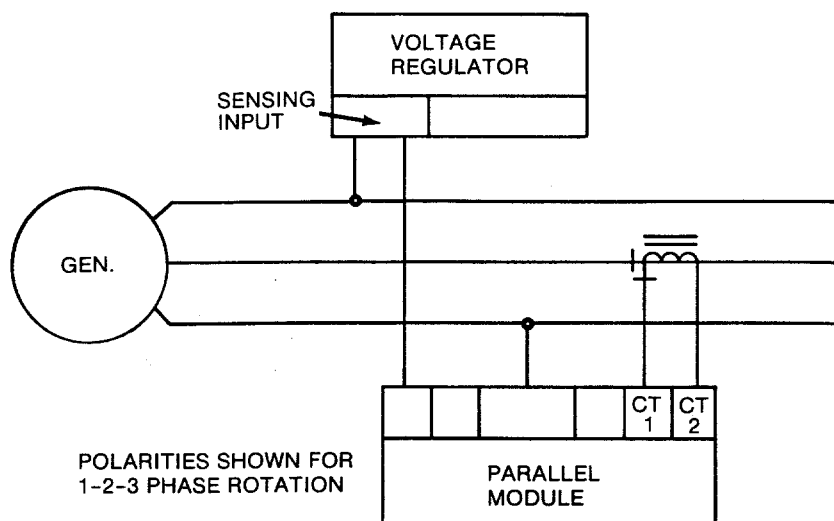 VOLTAGE
REGULATOR
SENSING
INPUT
GEN.
CT
1
CT
2
POLARITIES SHOWN FOR
1-2-3 PHASE ROTATION
PARALLEL
MODULE